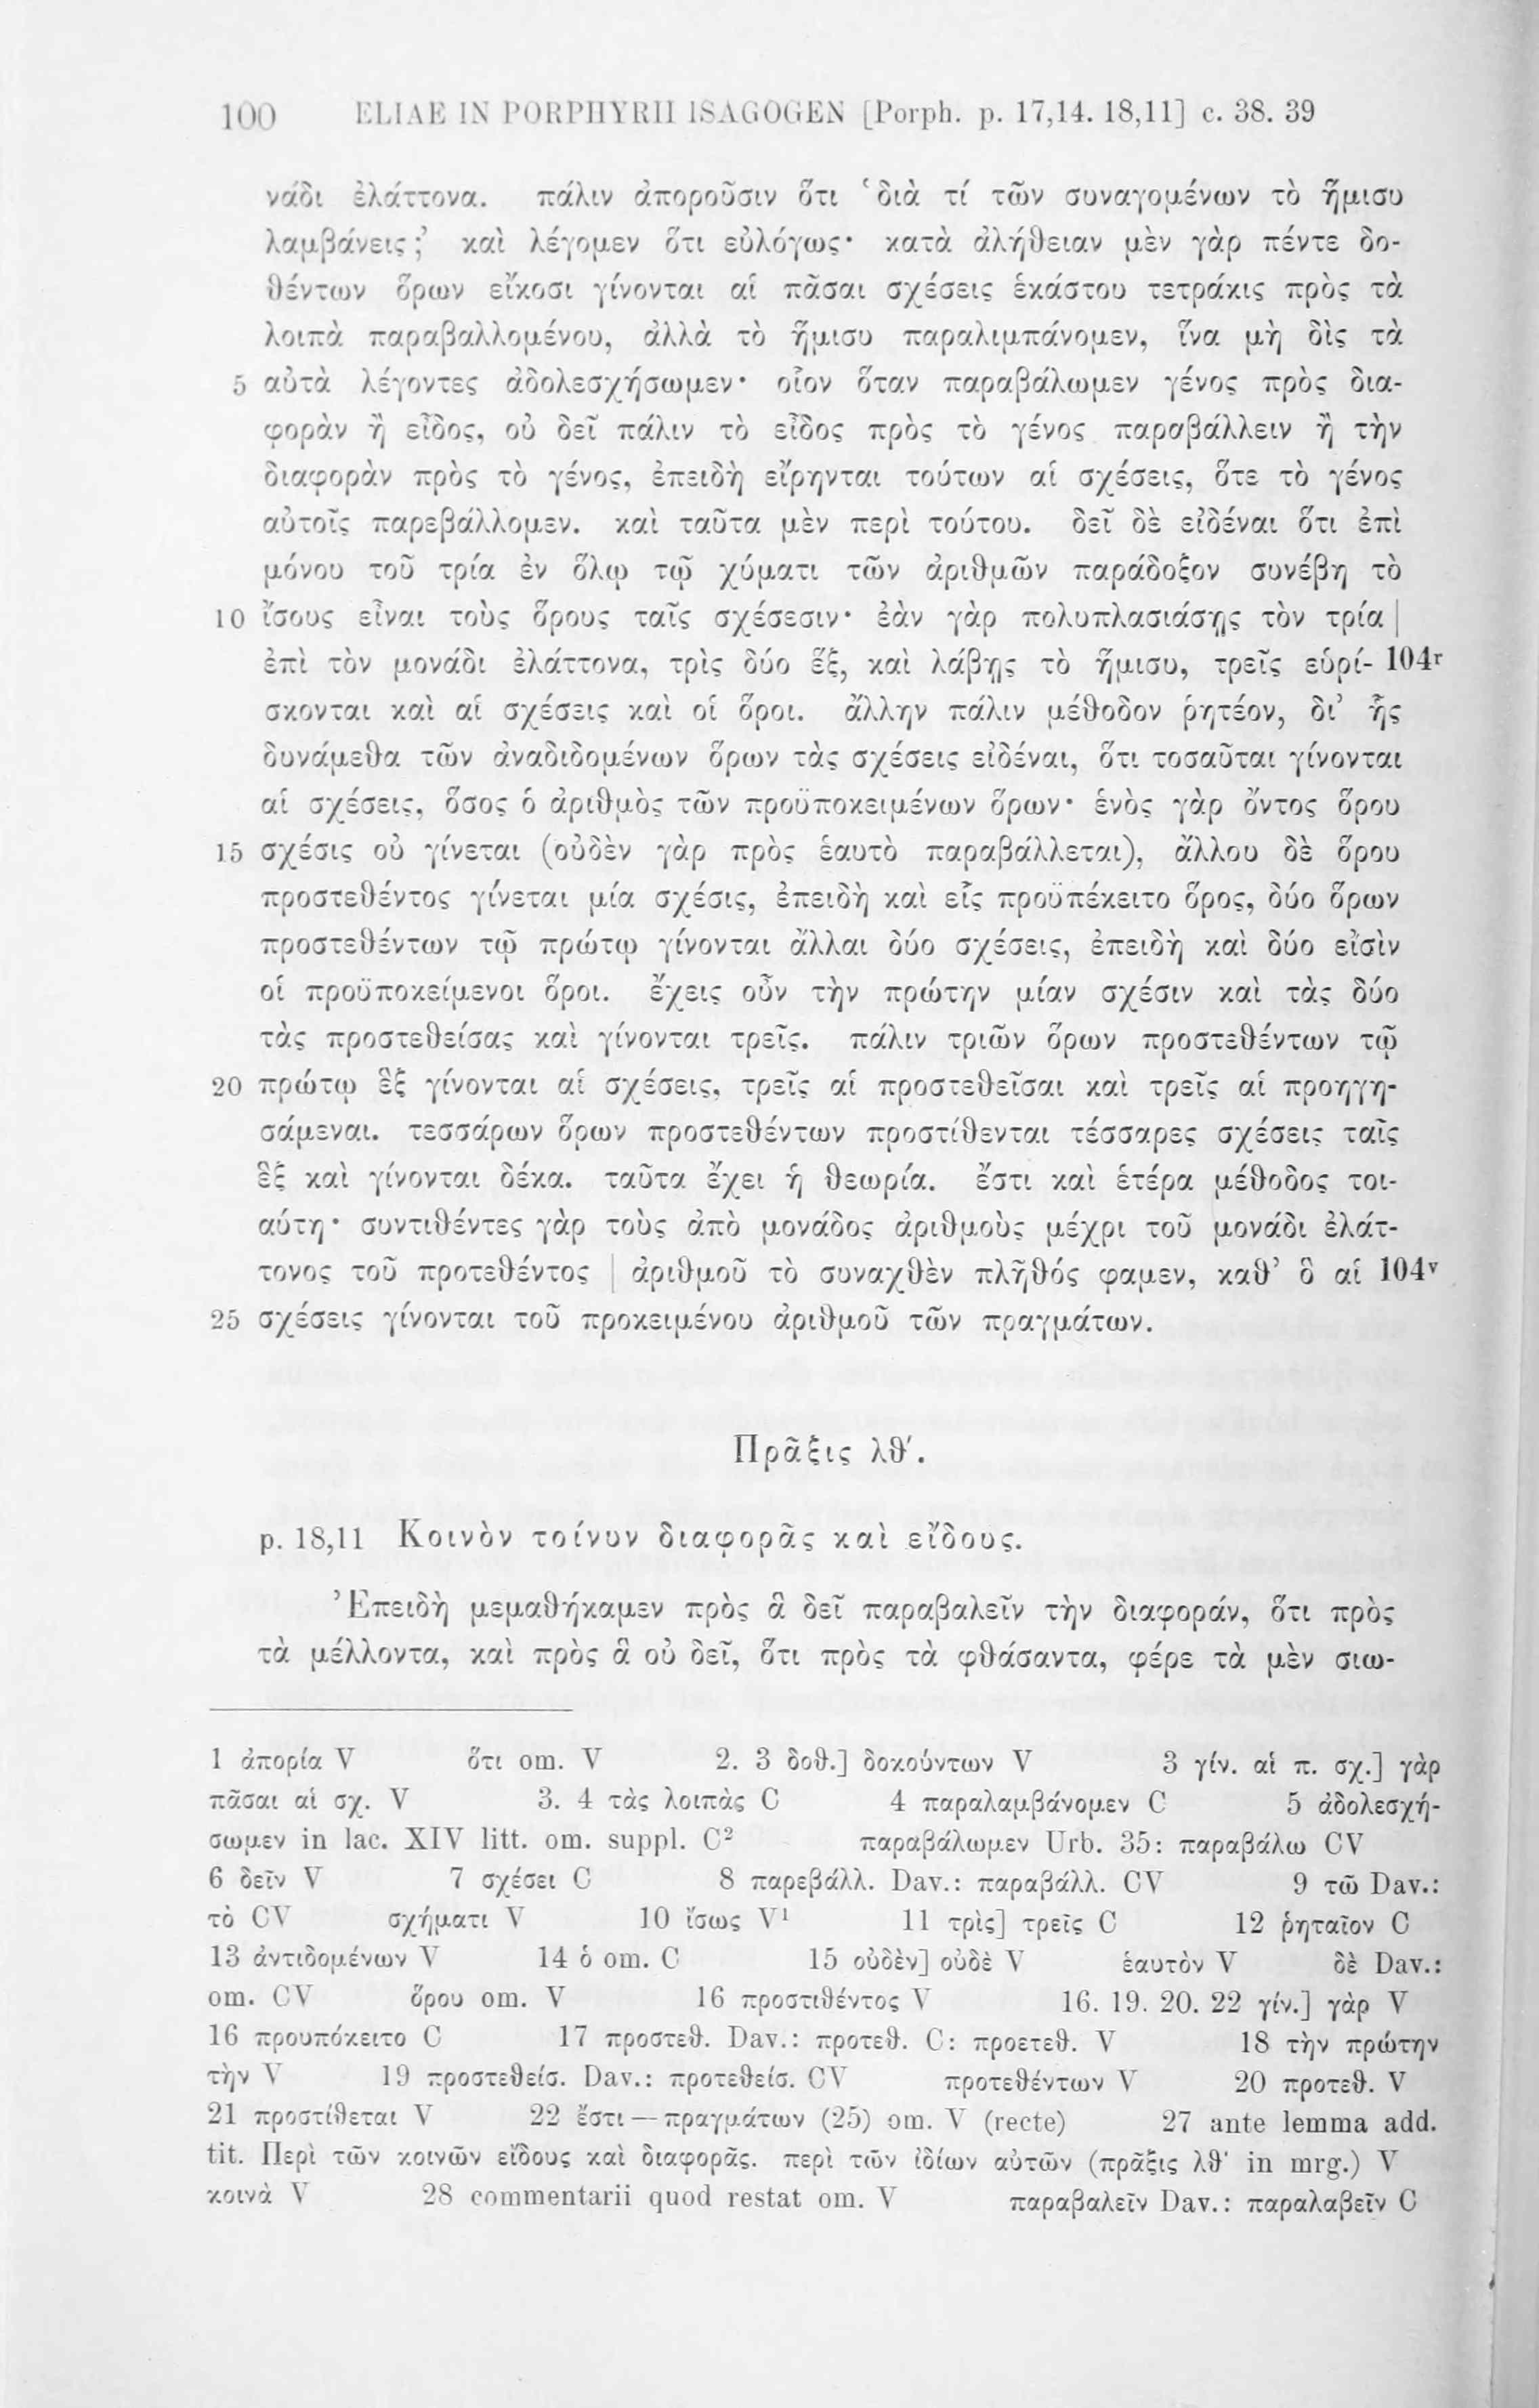 100 ELIAE IN PORPHYRII ISAGOGEN [Porph. p. 17,14. 18,11] c. 38. 39
νάδι ἐλάττονα. πάλιν ἀποροῦσιν ὅτι ‘διὰ τί τῶν συναγομένων τὸ ἥμισυ
λαμβάνεις;’ καὶ λέγομεν ὅτι εὐλόγως· κατὰ ἀλήθειαν μὲν γὰρ πέντε δο-
θέντων ὅρων εἴκοσι γίνονται αἱ πᾶσαι σχέσεις ἑκάστου τετράκις πρὸς τὰ
λοιπὰ παραβαλλομένου, ἀλλὰ τὸ ἥμισυ παραλιμπάνομεν, ἵνα μὴ δὶς τὰ
5 αὐτὰ λέγοντες ἀδολεσχήσωμεν· οἷον ὅταν παραβάλωμεν γένος πρὸς δια-
φορὰν ἢ εἶδος, οὐ δεῖ πάλιν τὸ εἶδος πρὸς τὸ γένος παραβάλλειν ἢ τὴν
διαφορὰν πρὸς τὸ γένος, ἐπειδὴ εἴρηνται τούτων αἱ σχέσεις, ὅτε τὸ γένος
αὐτοῖς παρεβάλλομεν. καὶ ταῦτα μὲν περὶ τούτου. δεῖ δὲ εἰδέναι ὅτι ἐπὶ
μόνου τοῦ τρία ἐν ὅλῳ τῷ χύματι τῶν ἀριθμῶν παράδοξον συνέβη τὸ
10 ἴσους εἶναι τοὺς ὅρους ταῖς σχέσεσιν· ἐὰν γὰρ πολυπλασιάσῃς τὸν τρία |
ἐπὶ τὸν μονάδι ἐλάττονα, τρὶς δύο ἕξ, καὶ λάβῃς τὸ ἥμισυ, τρεῖς εὑρί- 104r
σκονται καὶ αἱ σχέσεις καὶ οἱ ὅροι. ἄλλην πάλιν μέθοδον ῥητέον, δι’ ἧς
δυνάμεθα τῶν ἀναδιδομένων ὅρων τὰς σχέσεις εἰδέναι, ὅτι τοσαῦται γίνονται
αἱ σχέσεις, ὅσος ὁ ἀριθμὸς τῶν προϋποκειμένων ὅρων· ἑνὸς γὰρ ὄντος ὅρου
15 σχέσις οὐ γίνεται (οὐδὲν γὰρ πρὸς ἑαυτὸ παραβάλλεται), ἄλλου δὲ ὅρου
προστεθέντος γίνεται μία σχέσις, ἐπειδὴ καὶ εἷς προϋπέκειτο ὅρος, δύο ὅρων
προστεθέντων τῷ πρώτῳ γίνονται ἄλλαι δύο σχέσεις, ἐπειδὴ καὶ δύο εἰσὶν
οἱ προϋποκείμενοι ὅροι. ἔχεις οὖν τὴν πρώτην μίαν σχέσιν καὶ τὰς δύο
τὰς προστεθείσας καὶ γίνονται τρεῖς. πάλιν τριῶν ὅρων προστεθέντων τῷ
20 πρώτῳ ἓξ γίνονται αἱ σχέσεις, τρεῖς αἱ προστεθεῖσαι καὶ τρεῖς αἱ προηγη-
σάμεναι. τεσσάρων ὅρων προστεθέντων προστίθενται τέσσαρες σχέσεις ταῖς
ἓξ καὶ γίνονται δέκα. ταῦτα ἔχει ἡ θεωρία. ἔστι καὶ ἑτέρα μέθοδος τοι-
αύτη· συντιθέντες γὰρ τοὺς ἀπὸ μονάδος ἀριθμοὺς μέχρι τοῦ μονάδι ἐλάτ-
τονος τοῦ προτεθέντος | ἀριθμοῦ τὸ συναχθὲν πλῆθός φαμεν, καθ’ ὃ αἱ 104v
25 σχέσεις γίνονται τοῦ προκειμένου ἀριθμοῦ τῶν πραγμάτων.
Πρᾶξις λθ′.
p. 18,11 Κοινὸν τοίνυν διαφορᾶς καὶ εἴδους.
Ἐπειδὴ μεμαθήκαμεν πρὸς ἃ δεῖ παραβαλεῖν τὴν διαφοράν, ὅτι πρὸς
τὰ μέλλοντα, καὶ πρὸς ἃ οὐ δεῖ, ὅτι πρὸς τὰ φθάσαντα, φέρε τὰ μὲν σιω-
1 ἀπορία V ὅτι om. V 2. 3 δοθ.] δοκούντων V 3 γίν. αἱ π. σχ.] γὰρ
πᾶσαι αἱ σχ. V 3. 4 τὰς λοιπὰς C 4 παραλαμβάνομεν C 5 ἀδολεσχή-
σωμεν in lac. XIV litt. om. suppl. C² παραβάλωμεν Urb. 35: παραβάλω CV
6 δεῖν V 7 σχέσει C 8 παρεβάλλ. Dav.: παραβάλλ. CV 9 τῶ Dav.:
τὸ CV σχήματι V 10 ἴσως V¹ 11 τρὶς] τρεῖς C 12 ῥηταῖον C
13 ἀντιδομένων V 14 ὁ om. C 15 οὐδὲν] οὐδὲ V ἑαυτὸν V δὲ Dav.:
om. CV ὅρου om. V 16 προστιθέντος V 16. 19. 20. 22 γίν.] γὰρ V
16 προυπόκειτο C 17 προστεθ. Dav.: προτεθ. C: προετεθ. V 18 τὴν πρώτην
τὴν V 19 προστεθείσ. Dav.: προτεθείσ. CV προτεθέντων V 20 προτεθ. V
21 προστίθεται V 22 ἔστι — πραγμάτων (25) om. V (recte) 27 ante lemma add.
tit. Περὶ τῶν κοινῶν εἴδους καὶ διαφορᾶς. περὶ τῶν ἰδίων αὐτῶν (πρᾶξις λθ′ in mrg.) V
κοινὰ V 28 commentarii quod restat om. V παραβαλεῖν Dav.: παραλαβεῖν C